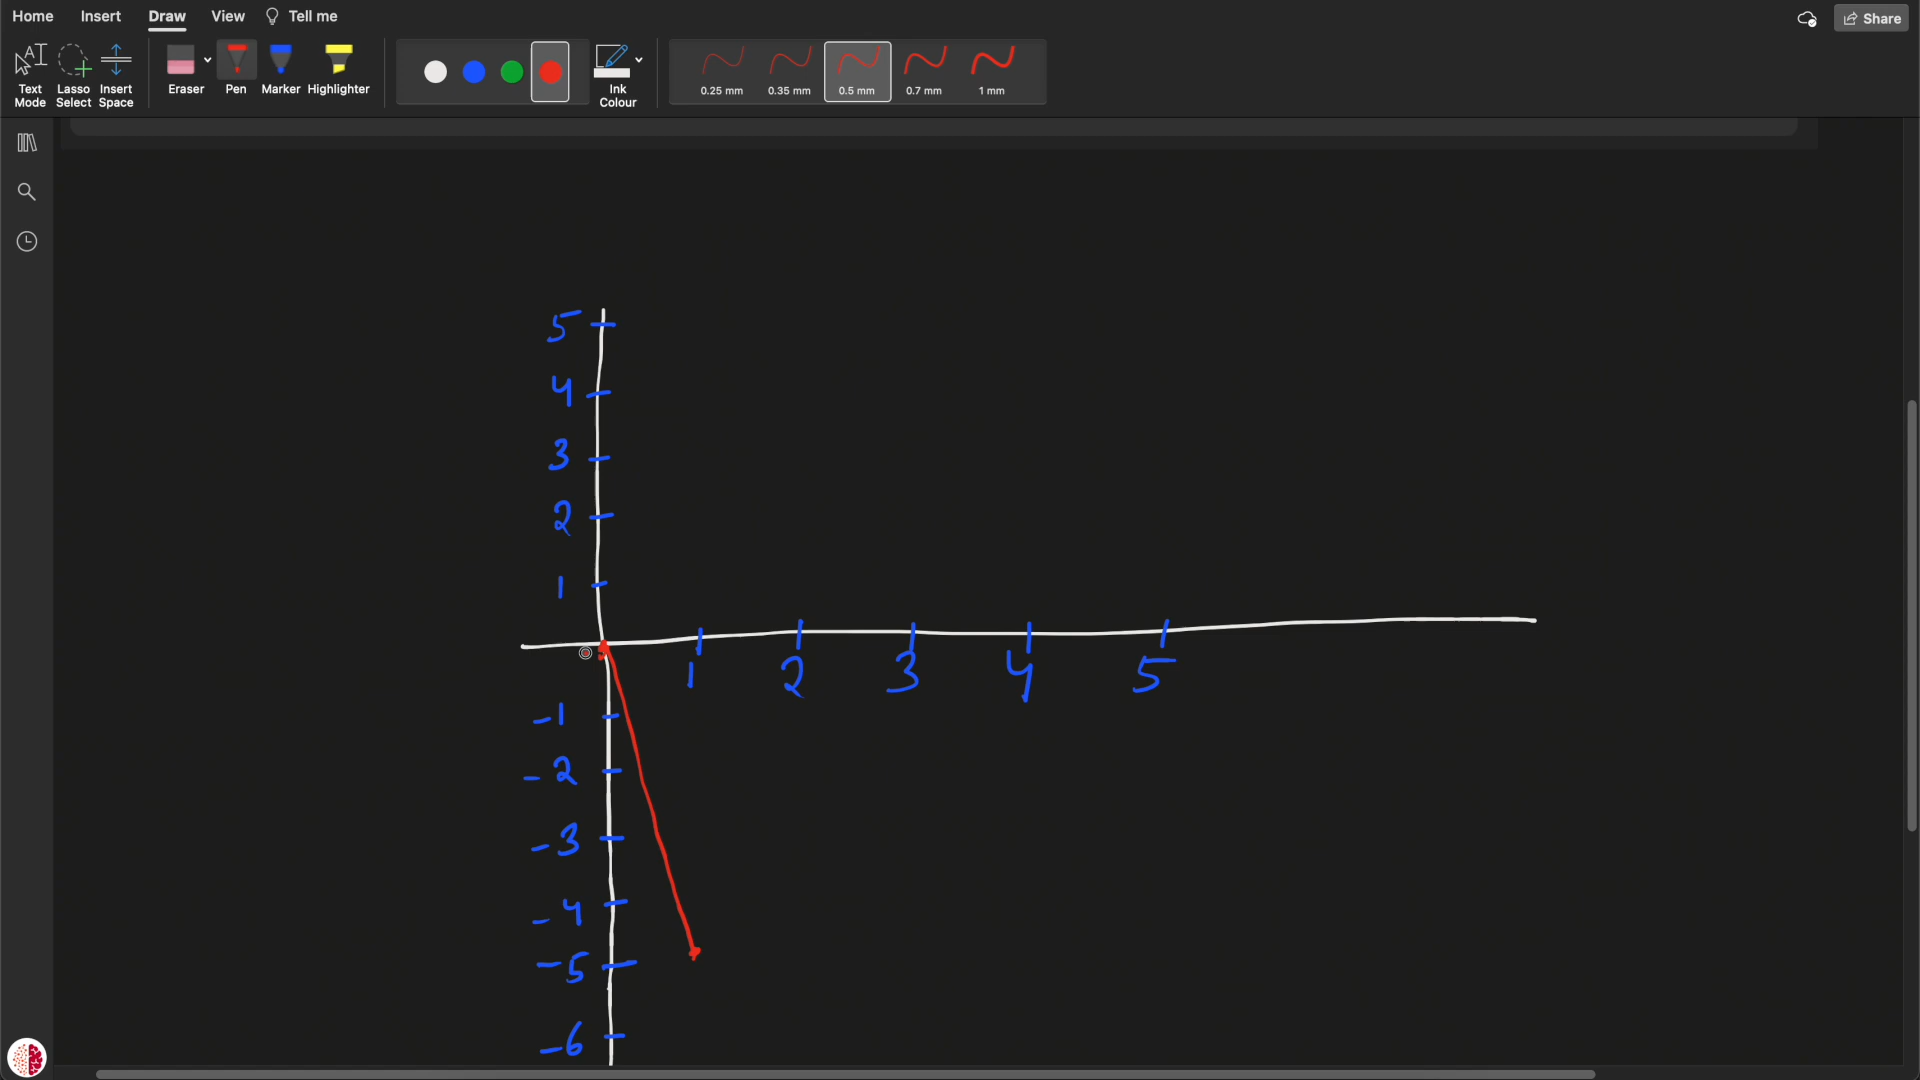 Home Insert Draw View Tell me
Share
Text Mode
Lasso Select
Insert Space
Eraser
Pen
Marker
Highlighter
Ink Colour
0.25 mm
0.35 mm
0.5 mm
0.7 mm
1 mm
5
4
3
2
1
1 2 3 4 5
-1
-2
-3
-4
-5
-6